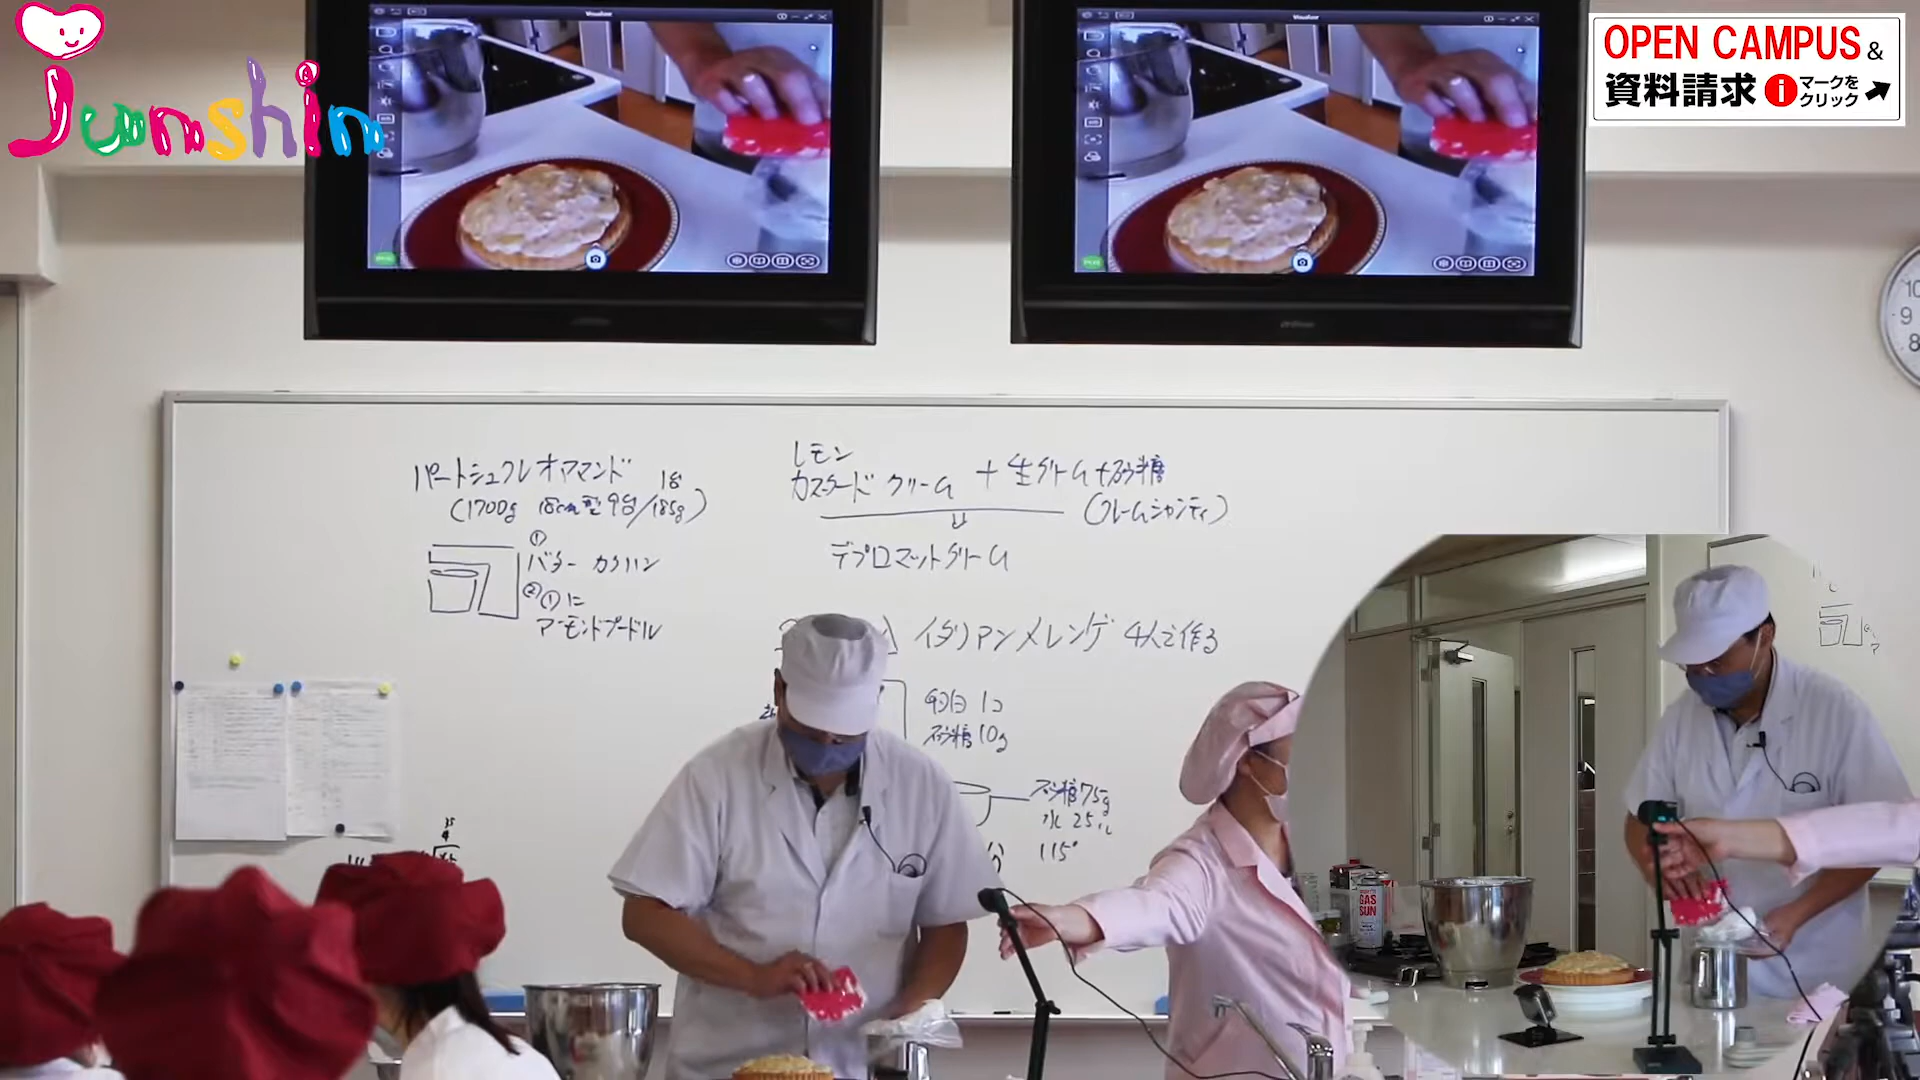 Junshin
OPEN CAMPUS &
資料請求 i マークを
クリック
パートシュクレオアマンド
(1700g 18cm型 9台/185g)
18
①
バター カクハン
② ①に
アーモンドプードル
レモン
カスタードクリーム + 生クリーム + 砂糖
(クレームシャンティ)
デプロマットクリーム
イタリアンメレンゲ 4人で作る
卵白 1コ
砂糖 10g
砂糖 75g
水 25
115°
GAS
SUN
10
9
8